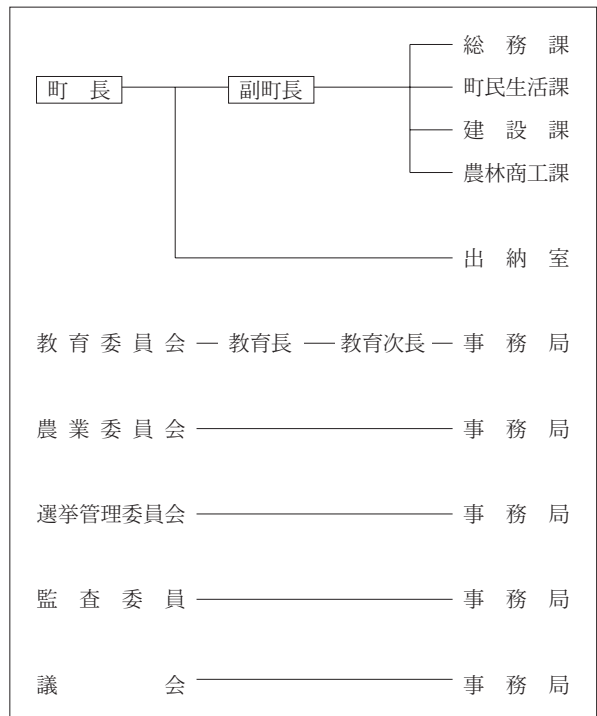 総務課
町長 副町長 町民生活課
建設課
農林商工課
出納室
教育委員会 教育長 教育次長 事務局
農業委員会 事務局
選挙管理委員会 事務局
監査委員 事務局
議会 事務局